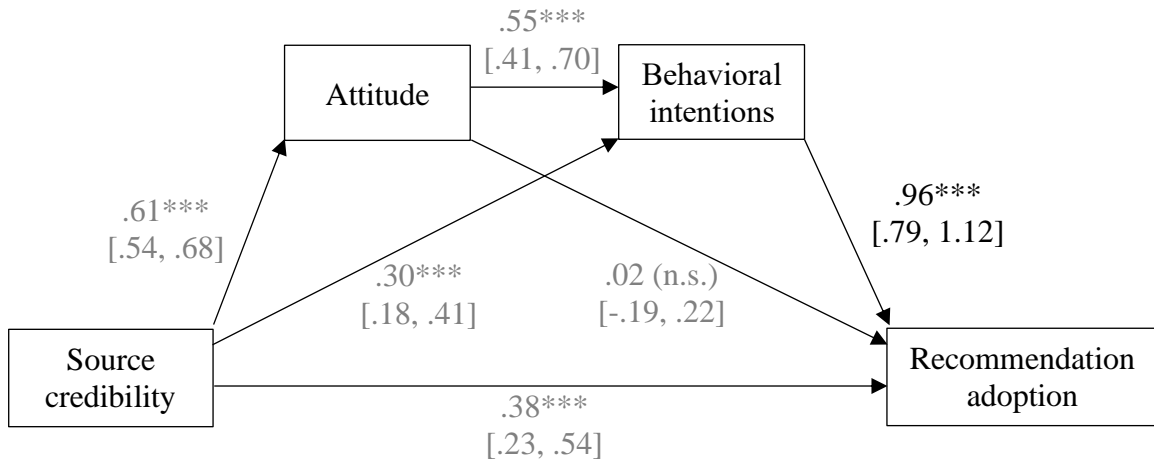 .55***
[.41, .70]
Attitude
Behavioral
intentions
.61***
[.54, .68]
.96***
[.79, 1.12]
.30***
[.18, .41]
.02 (n.s.)
[-.19, .22]
Source
credibility
Recommendation
adoption
.38***
[.23, .54]